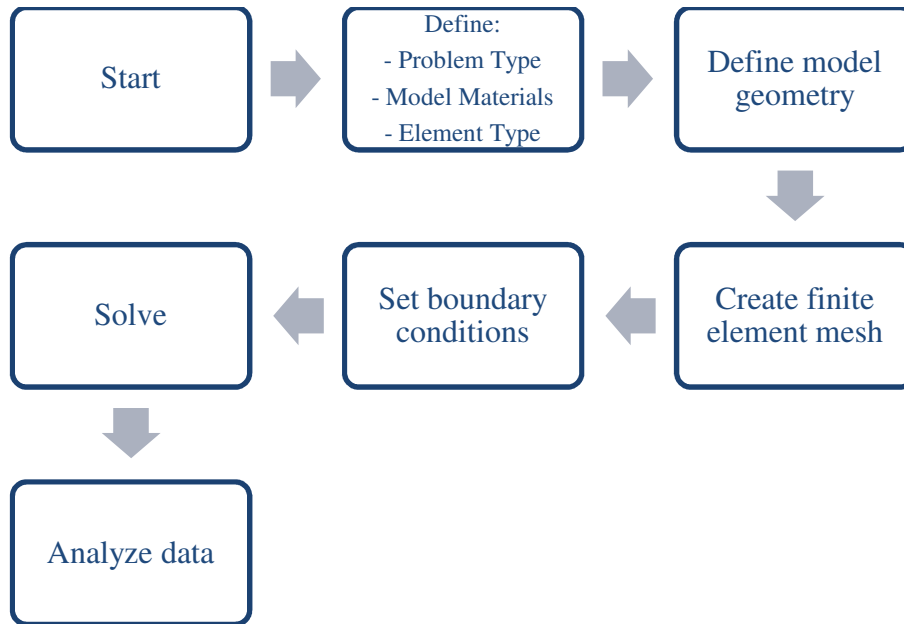 Start
Define:
- Problem Type
- Model Materials
- Element Type
Define model
geometry
Create finite
element mesh
Set boundary
conditions
Solve
Analyze data